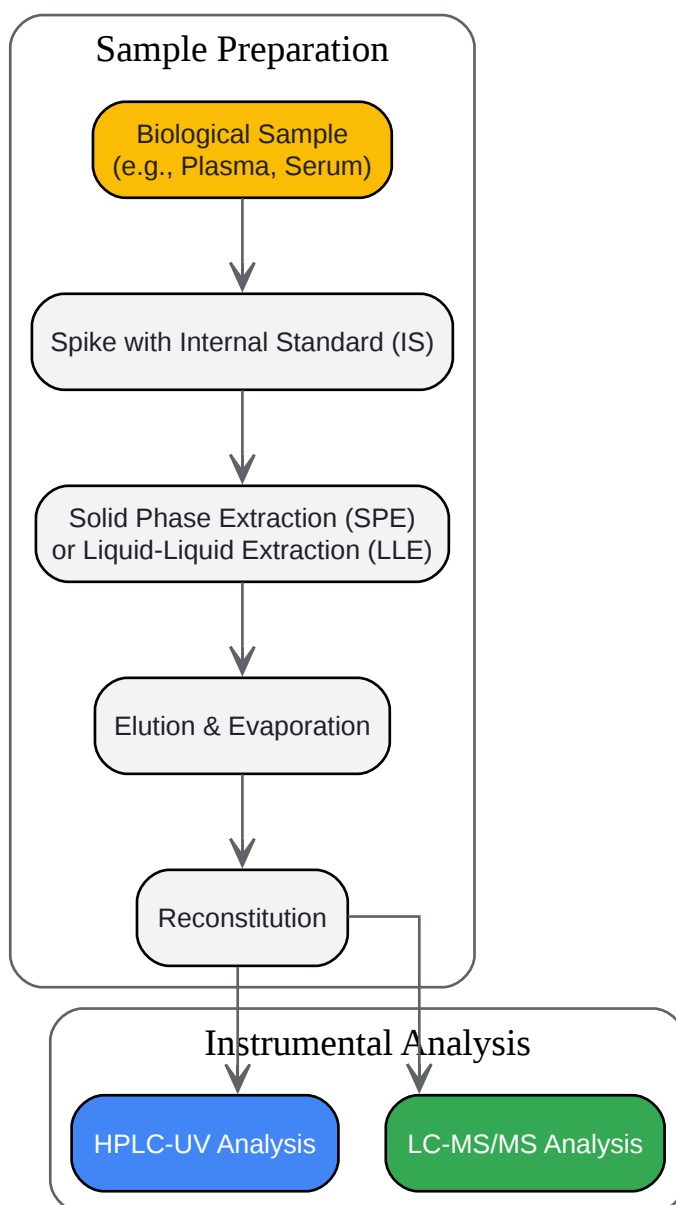 Sample Preparation
Biological Sample
(e.g., Plasma, Serum)
Spike with Internal Standard (IS)
Solid Phase Extraction (SPE)
or Liquid-Liquid Extraction (LLE)
Elution & Evaporation
Reconstitution
Instrumental Analysis
HPLC-UV Analysis
LC-MS/MS Analysis